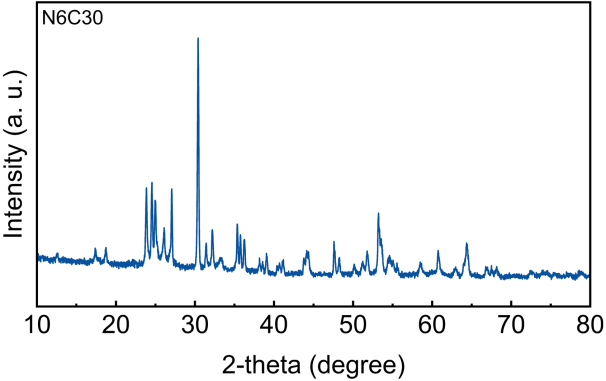 N6C30
Intensity (a. u.)
10 20 30 40 50 60 70 80
2-theta (degree)